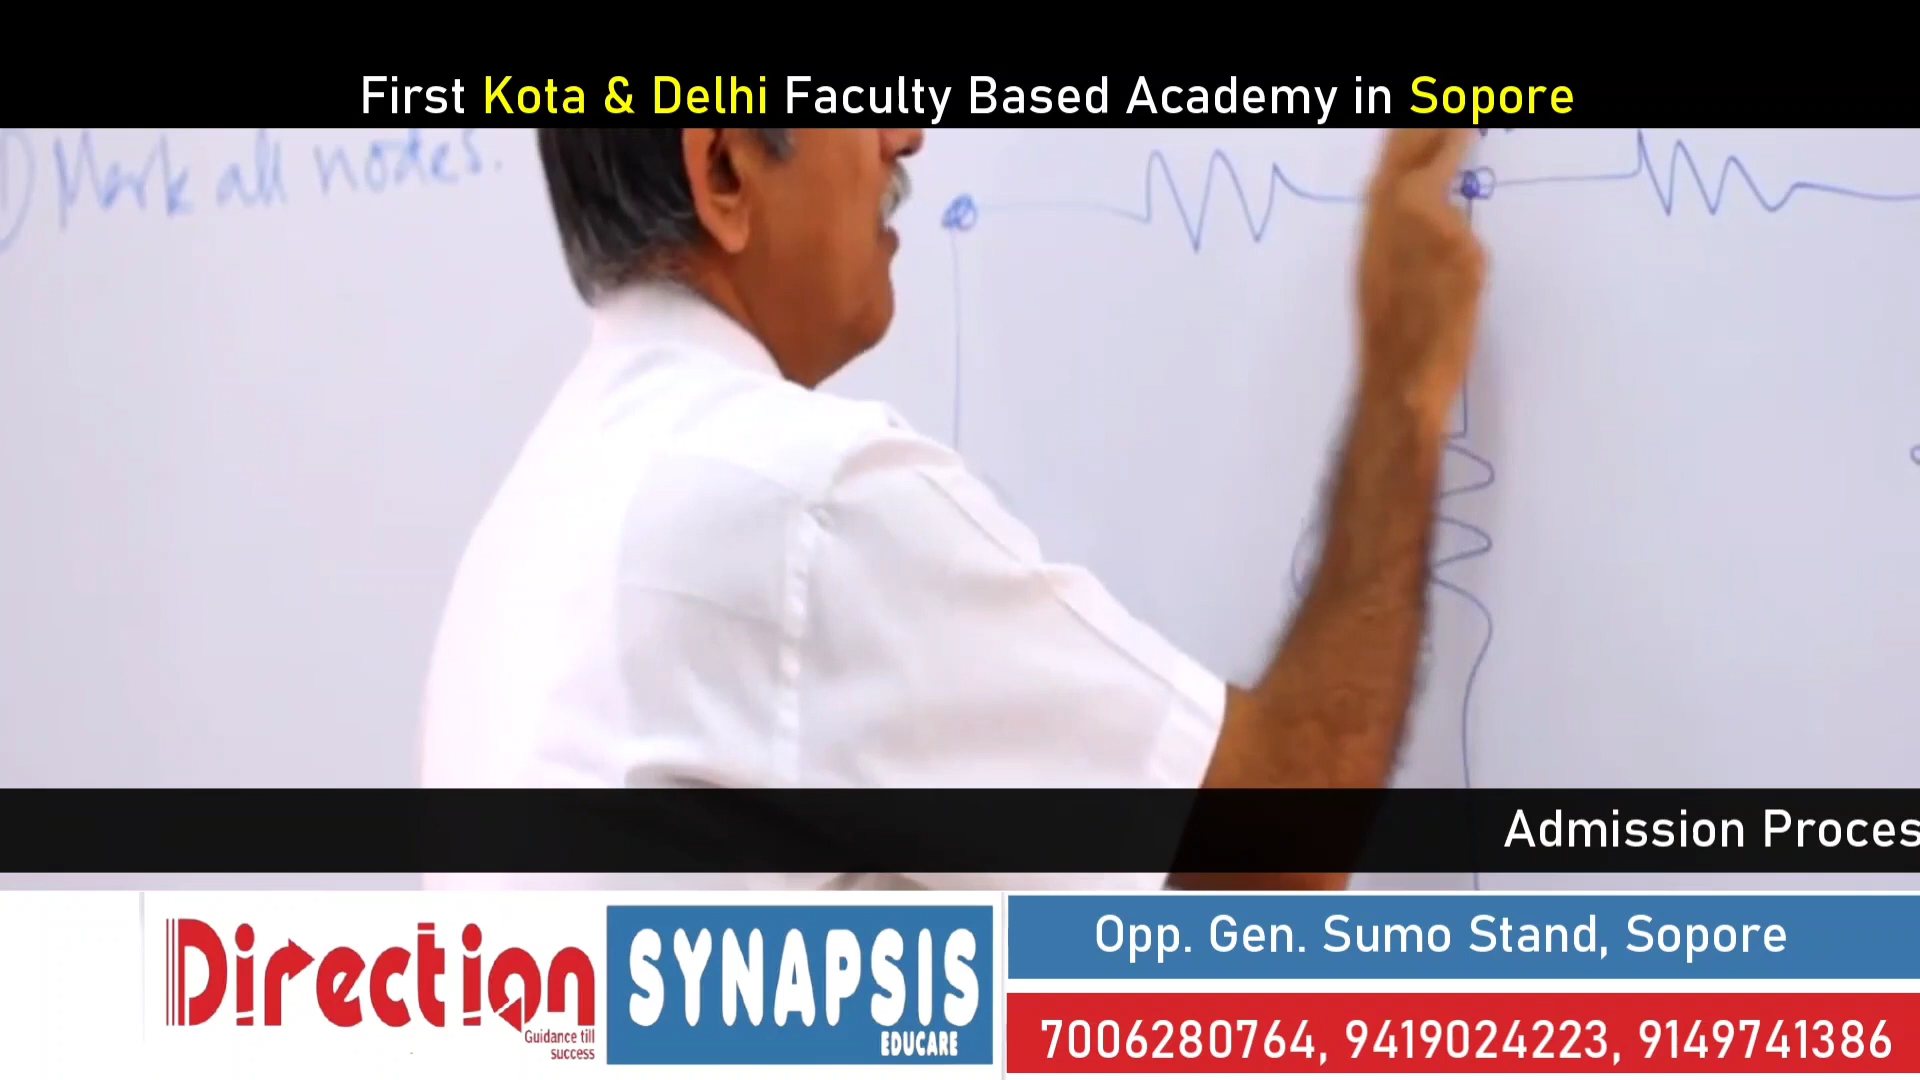 First Kota & Delhi Faculty Based Academy in Sopore
1) Mark all nodes.
Admission Proces
Direction
Guidance till
success
SYNAPSIS
EDUCARE
Opp. Gen. Sumo Stand, Sopore
7006280764, 9419024223, 9149741386